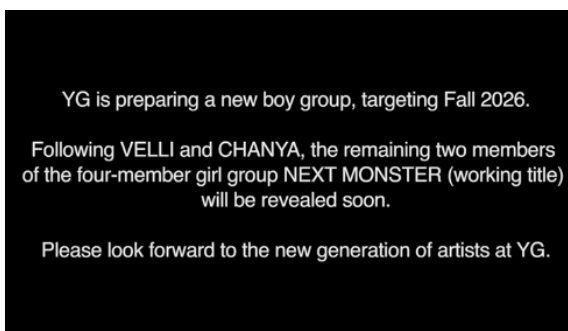 YG is preparing a new boy group, targeting Fall 2026.
Following VELLI and CHANYA, the remaining two members
of the four-member girl group NEXT MONSTER (working title)
will be revealed soon.
Please look forward to the new generation of artists at YG.